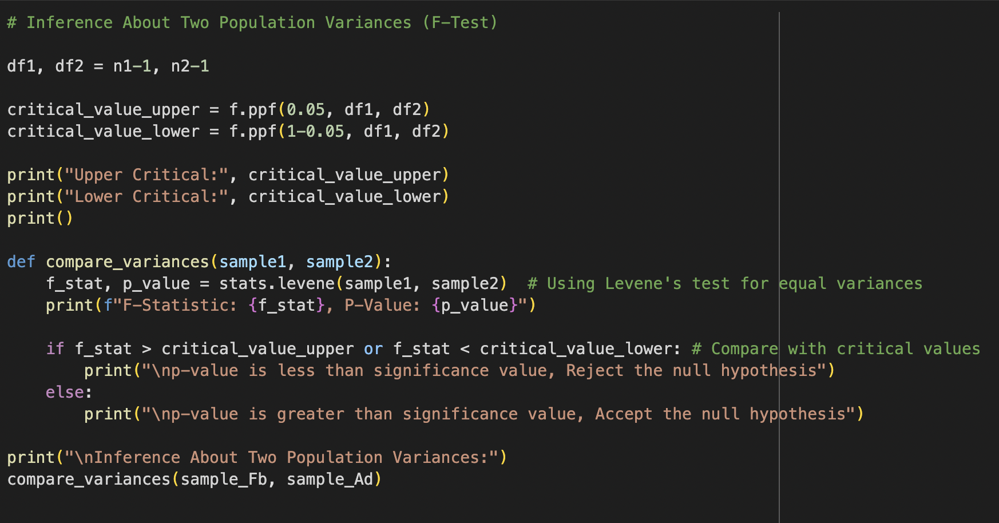 # Inference About Two Population Variances (F-Test)
df1, df2 = n1-1, n2-1
critical_value_upper = f.ppf(0.05, df1, df2)
critical_value_lower = f.ppf(1-0.05, df1, df2)
print("Upper Critical:", critical_value_upper)
print("Lower Critical:", critical_value_lower)
print()
def compare_variances(sample1, sample2):
    f_stat, p_value = stats.levene(sample1, sample2)  # Using Levene's test for equal variances
    print(f"F-Statistic: {f_stat}, P-Value: {p_value}")
    if f_stat > critical_value_upper or f_stat < critical_value_lower: # Compare with critical values
        print("\np-value is less than significance value, Reject the null hypothesis")
    else:
        print("\np-value is greater than significance value, Accept the null hypothesis")
print("\nInference About Two Population Variances:")
compare_variances(sample_Fb, sample_Ad)